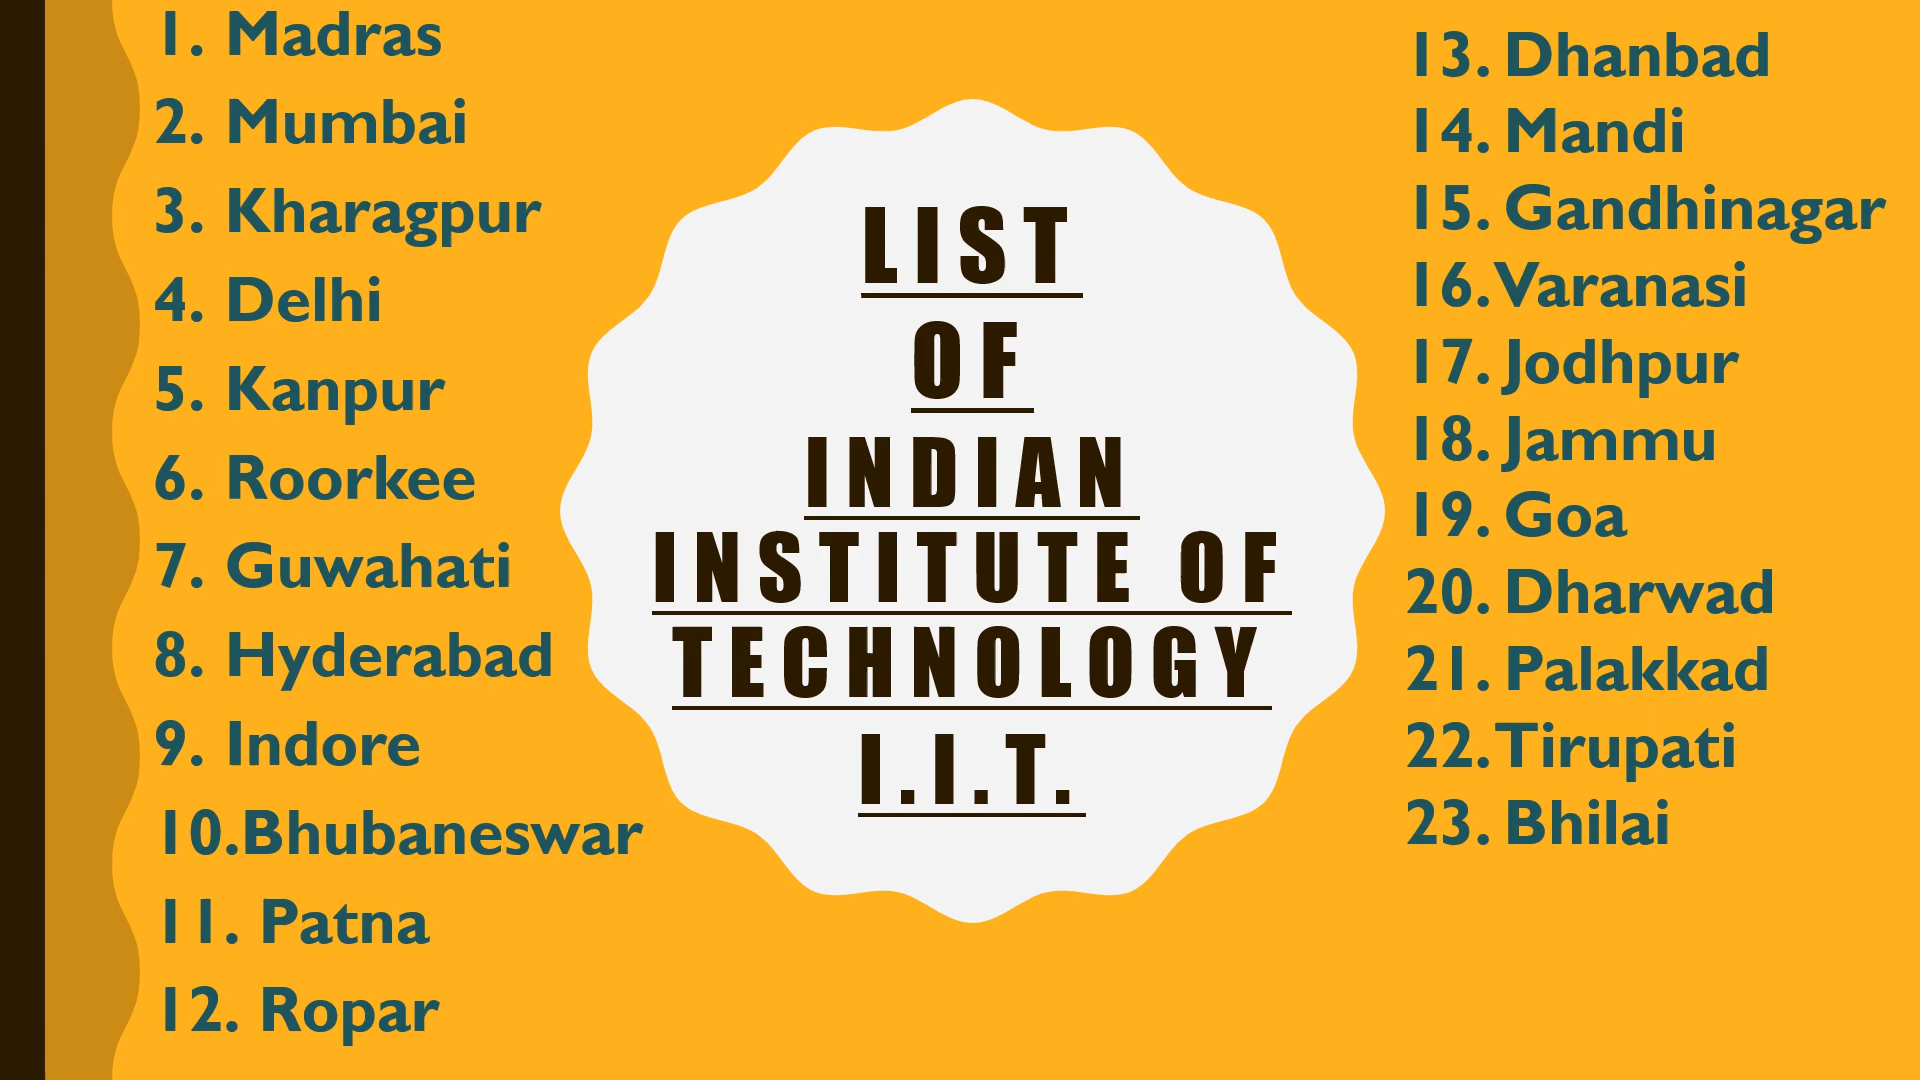 1. Madras
2. Mumbai
3. Kharagpur
4. Delhi
5. Kanpur
6. Roorkee
7. Guwahati
8. Hyderabad
9. Indore
10.Bhubaneswar
11. Patna
12. Ropar
LIST
OF
INDIAN
INSTITUTE OF
TECHNOLOGY
I.I.T.
13. Dhanbad
14. Mandi
15. Gandhinagar
16. Varanasi
17. Jodhpur
18. Jammu
19. Goa
20. Dharwad
21. Palakkad
22. Tirupati
23. Bhilai